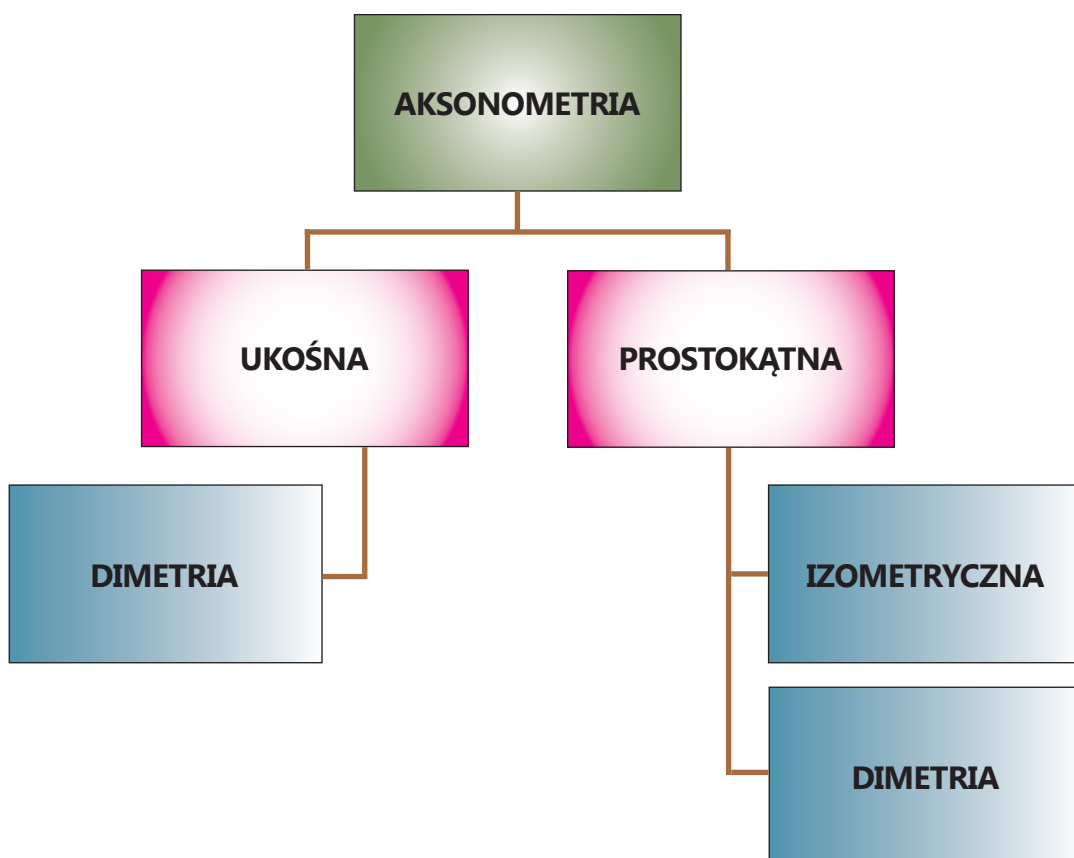 AKSONOMETRIA
UKOŚNA
PROSTOKĄTNA
DIMETRIA
IZOMETRYCZNA
DIMETRIA